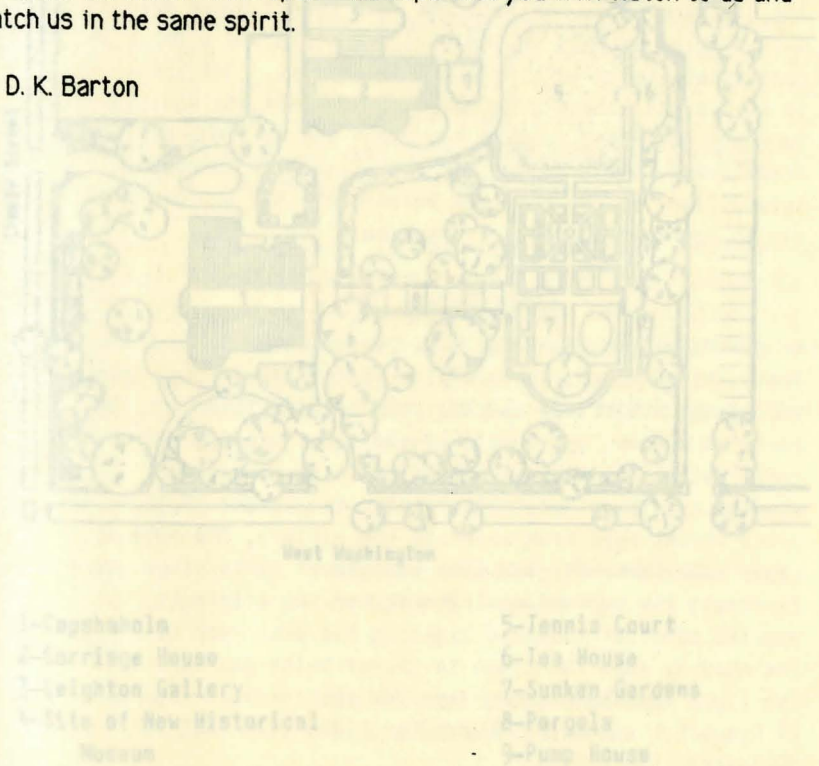 atch us in the same spirit.
D. K. Barton
West Washington
1-Copshaholm
2-Carriage House
3-Leighton Gallery
4-Site of New Historical
Museum
5-Tennis Court
6-Tea House
7-Sunken Gardens
8-Pergola
9-Pump House